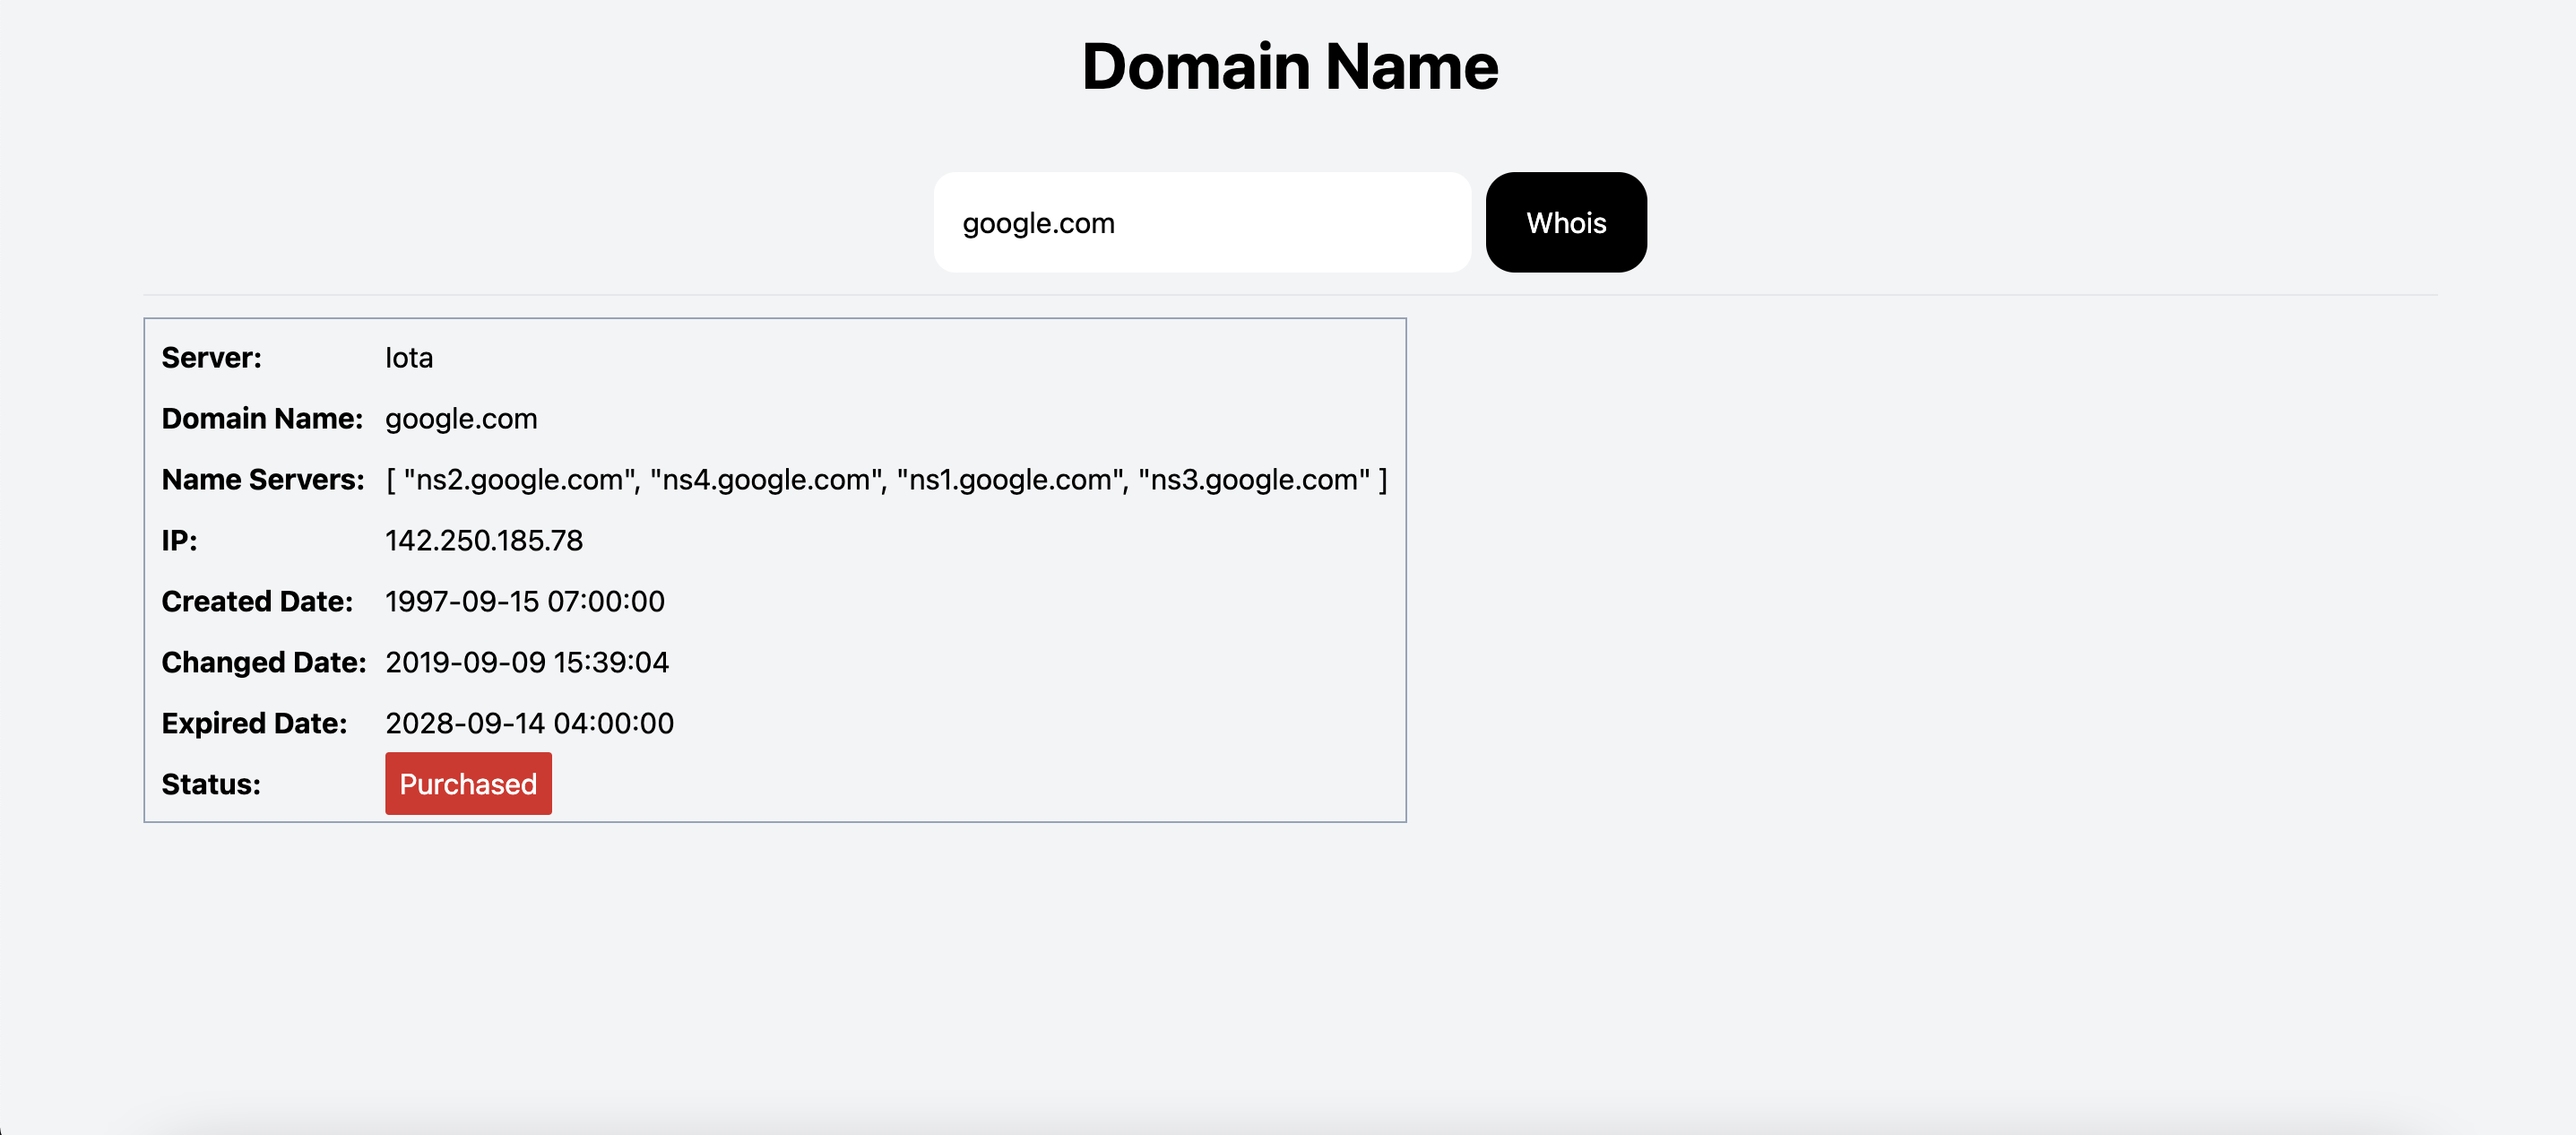 Domain Name
google.com Whois
Server: Iota
Domain Name: google.com
Name Servers: [ "ns2.google.com", "ns4.google.com", "ns1.google.com", "ns3.google.com" ]
IP: 142.250.185.78
Created Date: 1997-09-15 07:00:00
Changed Date: 2019-09-09 15:39:04
Expired Date: 2028-09-14 04:00:00
Status: Purchased